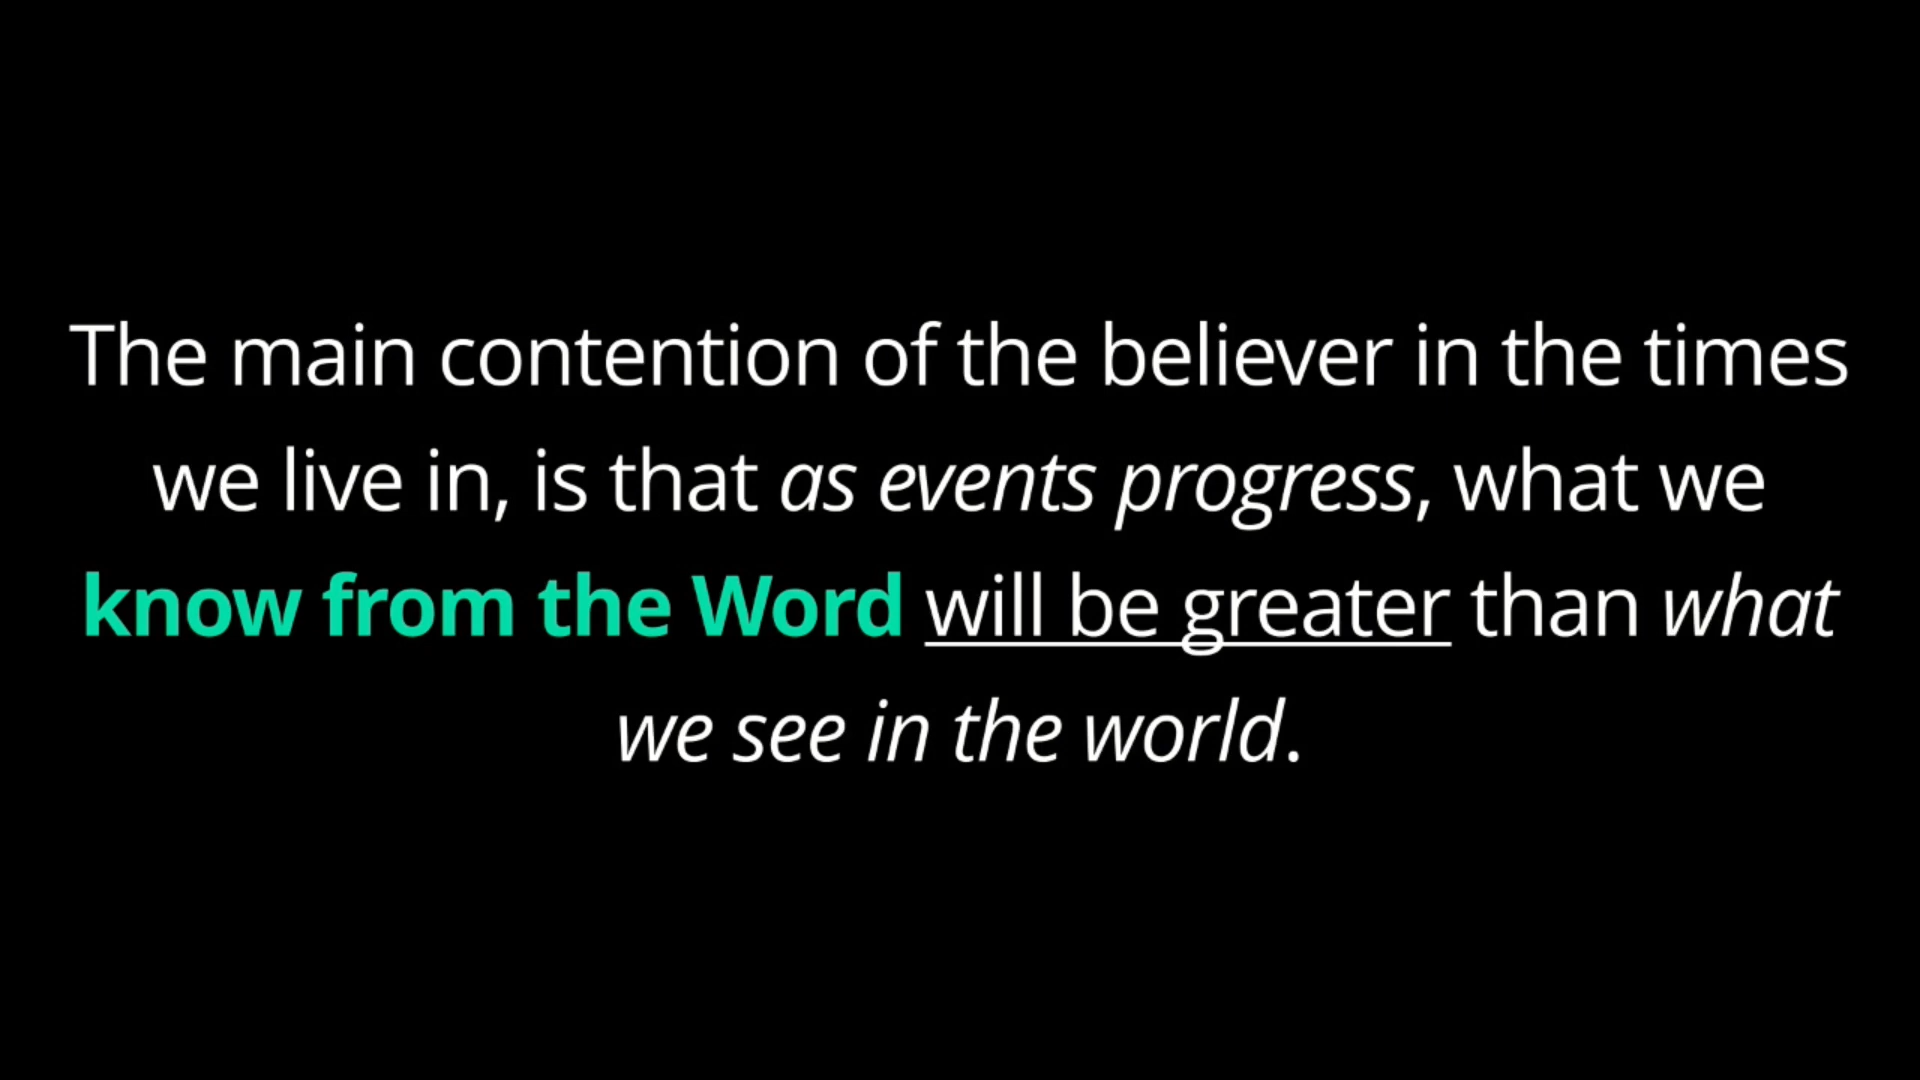 The main contention of the believer in the times
we live in, is that as events progress, what we
know from the Word will be greater than what
we see in the world.